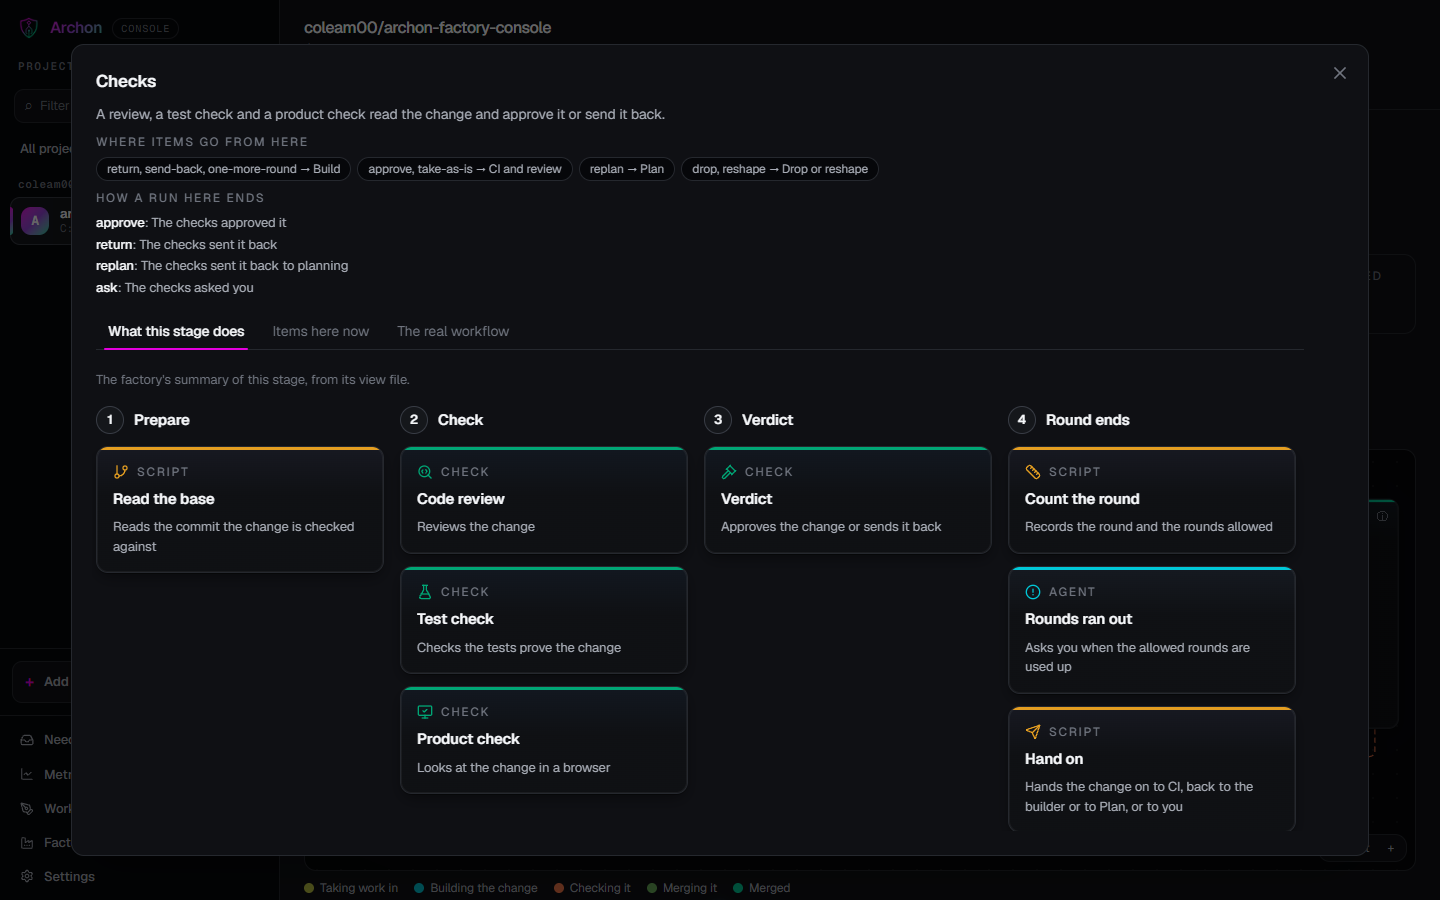 Archon CONSOLE
coleam00/archon-factory-console
PROJECT
Filter
All proje
coleam00
A
Checks
A review, a test check and a product check read the change and approve it or send it back.
WHERE ITEMS GO FROM HERE
return, send-back, one-more-round → Build
approve, take-as-is → CI and review
replan → Plan
drop, reshape → Drop or reshape
HOW A RUN HERE ENDS
approve: The checks approved it
return: The checks sent it back
replan: The checks sent it back to planning
ask: The checks asked you
What this stage does
Items here now
The real workflow
The factory's summary of this stage, from its view file.
1 Prepare
SCRIPT
Read the base
Reads the commit the change is checked
against
2 Check
CHECK
Code review
Reviews the change
CHECK
Test check
Checks the tests prove the change
CHECK
Product check
Looks at the change in a browser
3 Verdict
CHECK
Verdict
Approves the change or sends it back
4 Round ends
SCRIPT
Count the round
Records the round and the rounds allowed
AGENT
Rounds ran out
Asks you when the allowed rounds are
used up
SCRIPT
Hand on
Hands the change on to CI, back to the
builder or to Plan, or to you
+ Add
Need
Metr
Work
Fact
Settings
Taking work in
Building the change
Checking it
Merging it
Merged